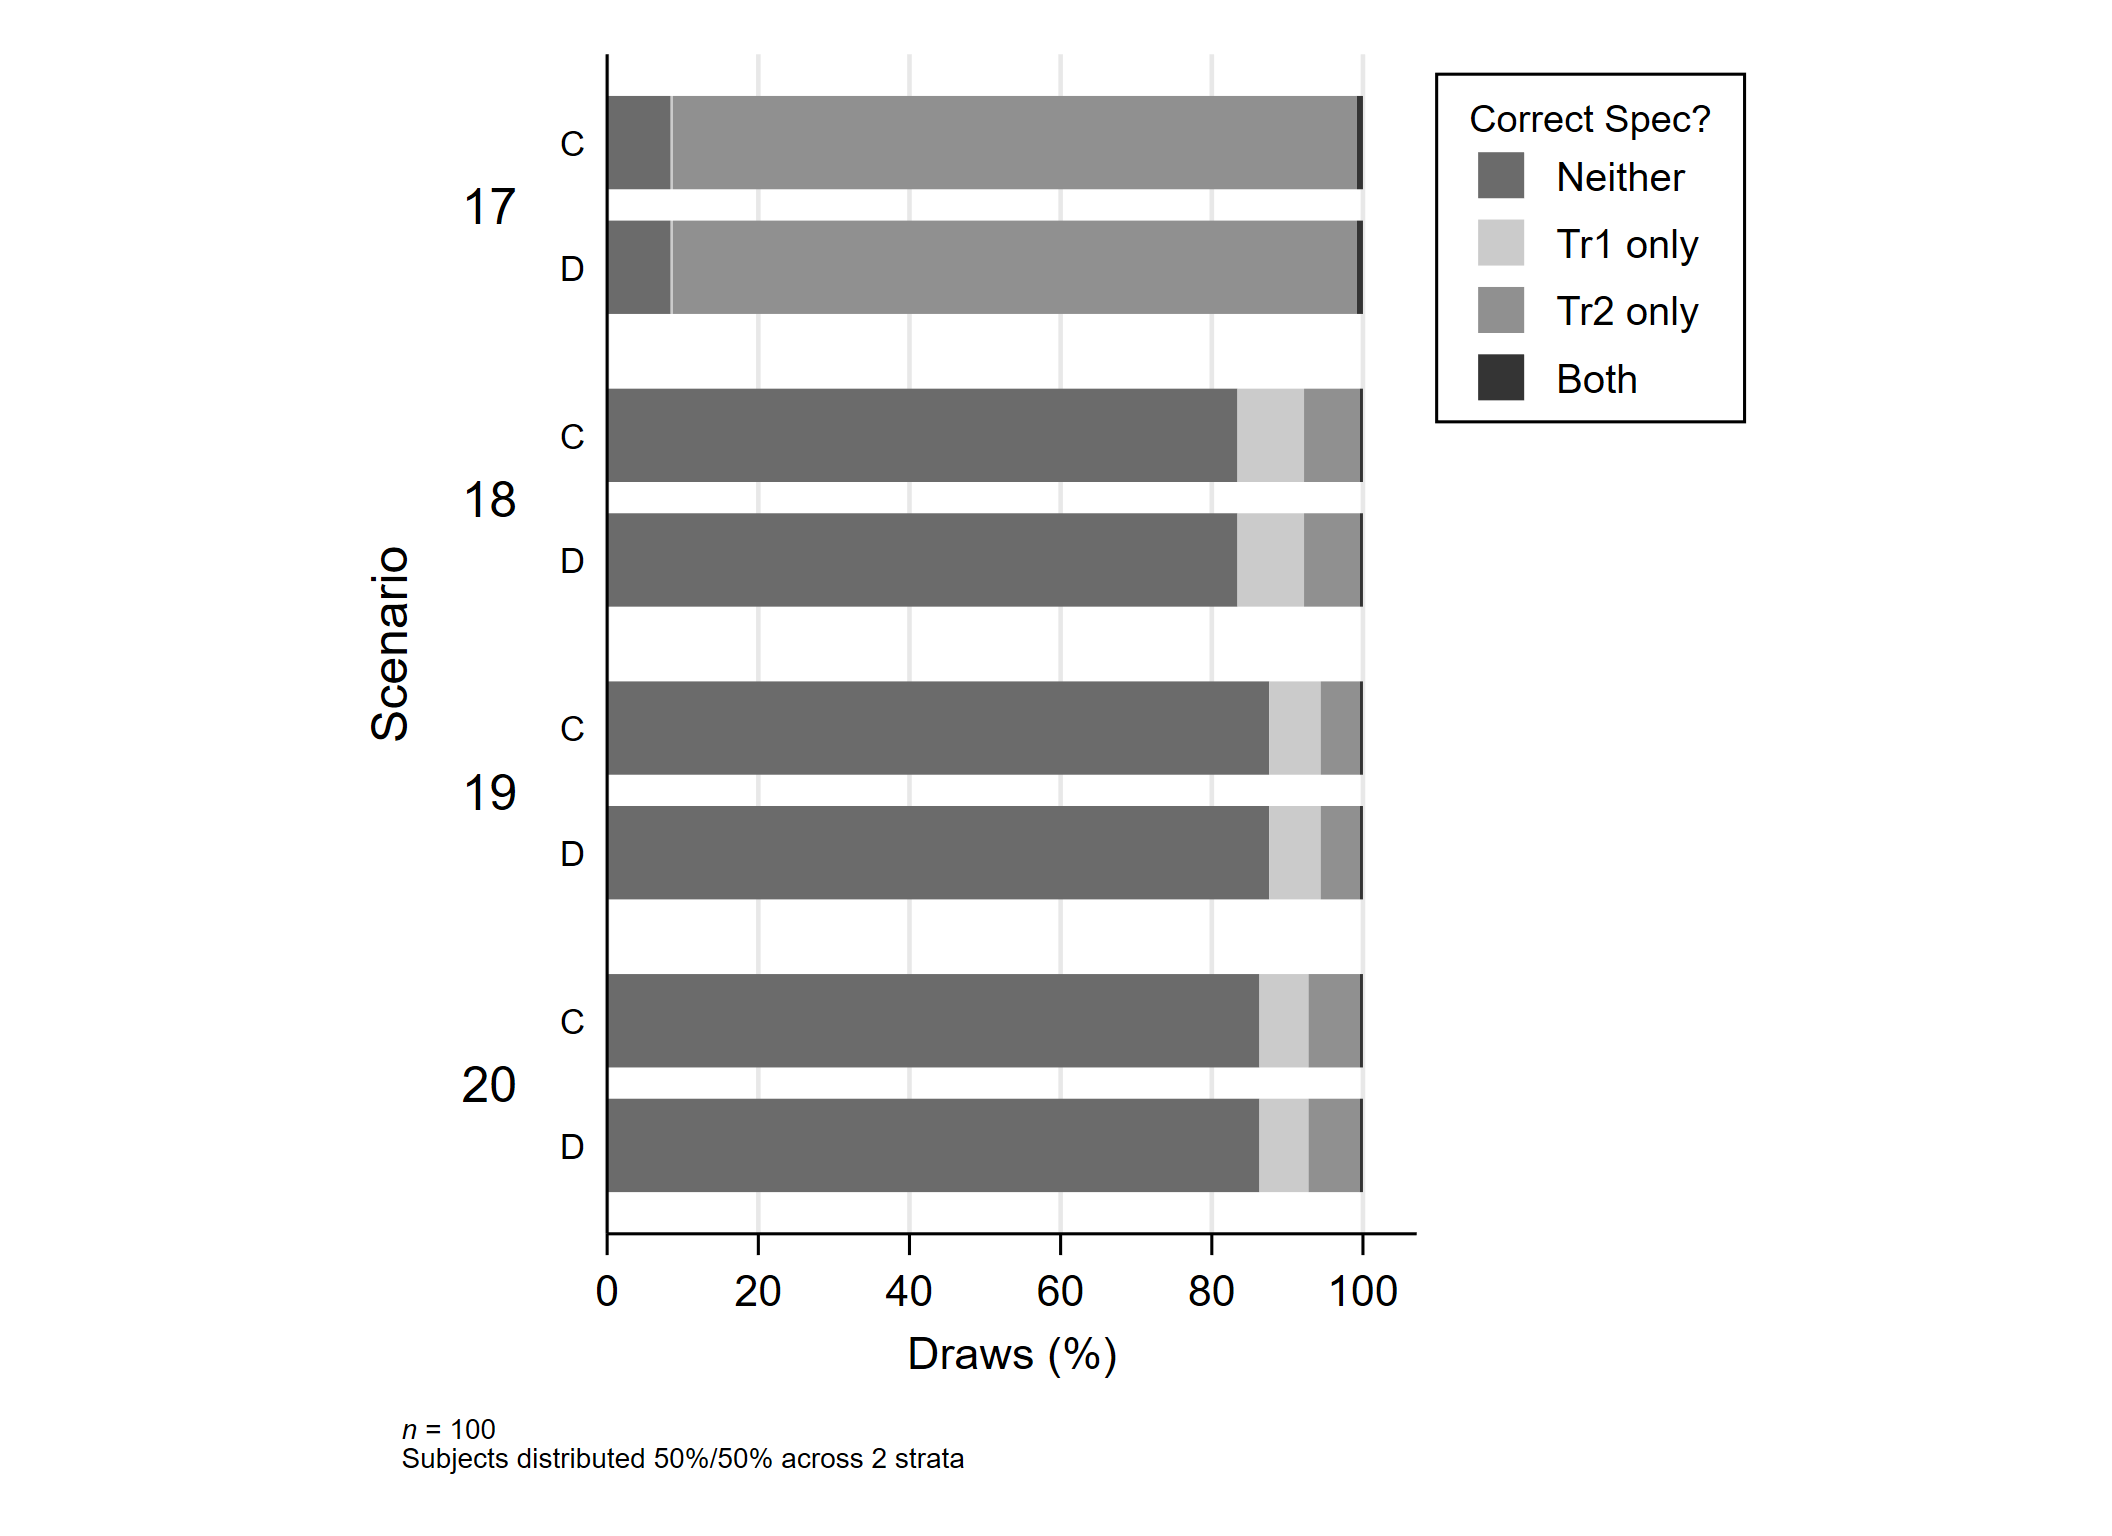 Correct Spec?
Neither
Tr1 only
Tr2 only
Both
Scenario
17
C
D
18
C
D
19
C
D
20
C
D
0 20 40 60 80 100
Draws (%)
n = 100
Subjects distributed 50%/50% across 2 strata